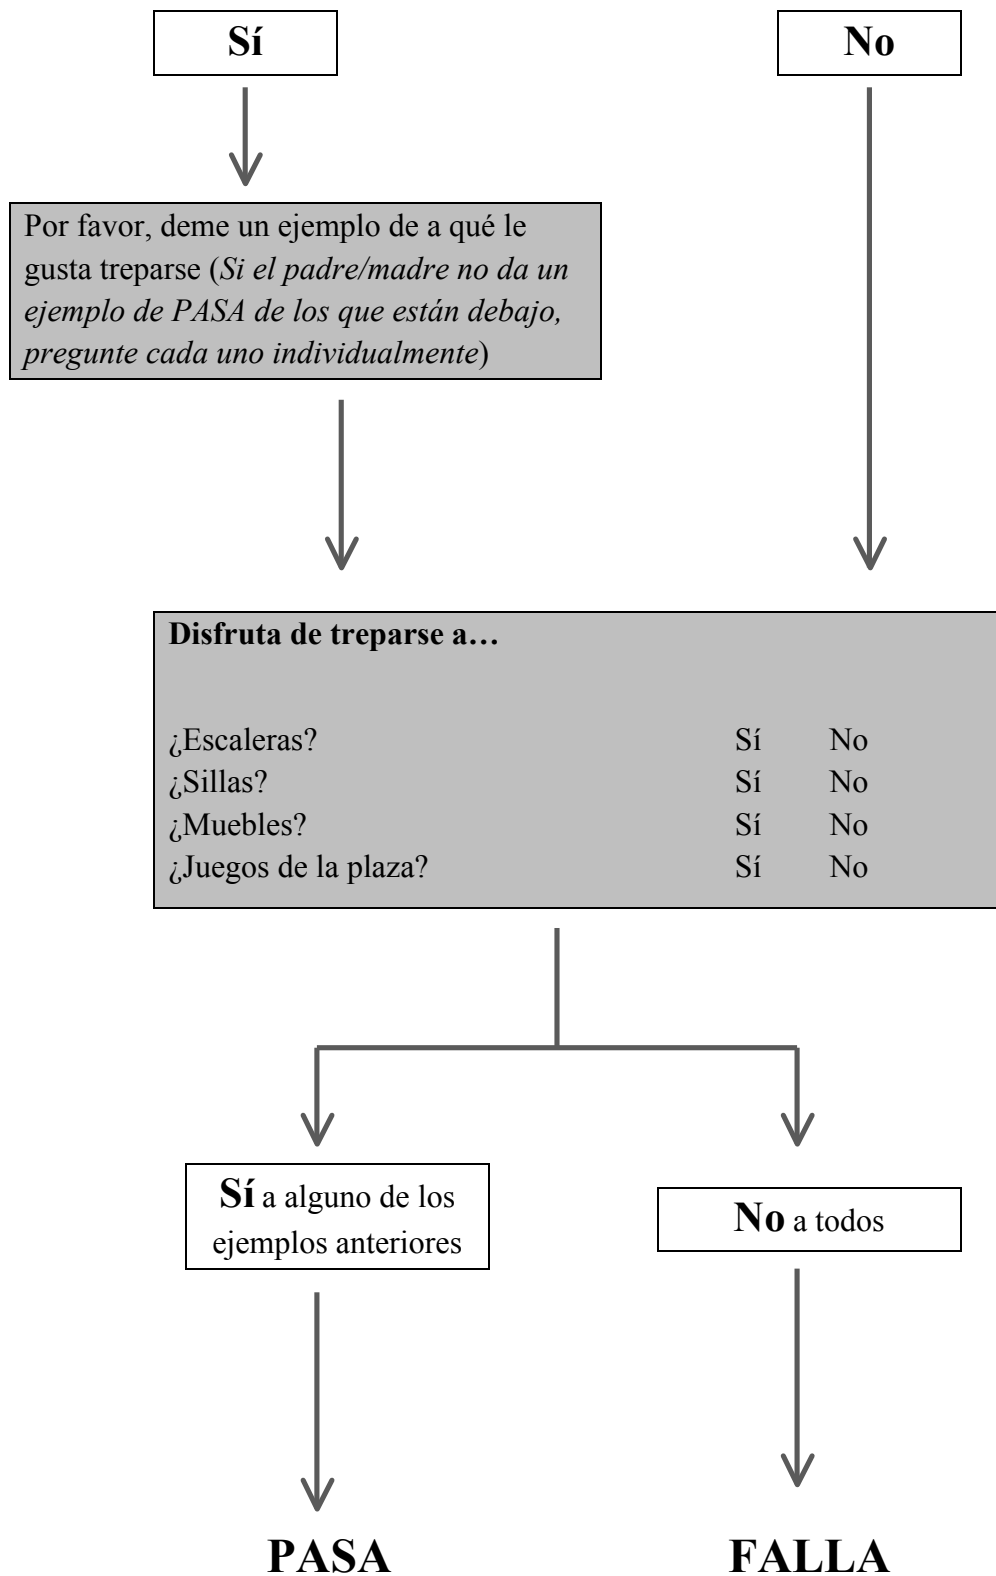 Sí
No
Por favor, deme un ejemplo de a qué le
gusta treparse (Si el padre/madre no da un
ejemplo de PASA de los que están debajo,
pregunte cada uno individualmente)
Disfruta de treparse a…
¿Escaleras? Sí No
¿Sillas? Sí No
¿Muebles? Sí No
¿Juegos de la plaza? Sí No
Sí a alguno de los
ejemplos anteriores
No a todos
PASA
FALLA